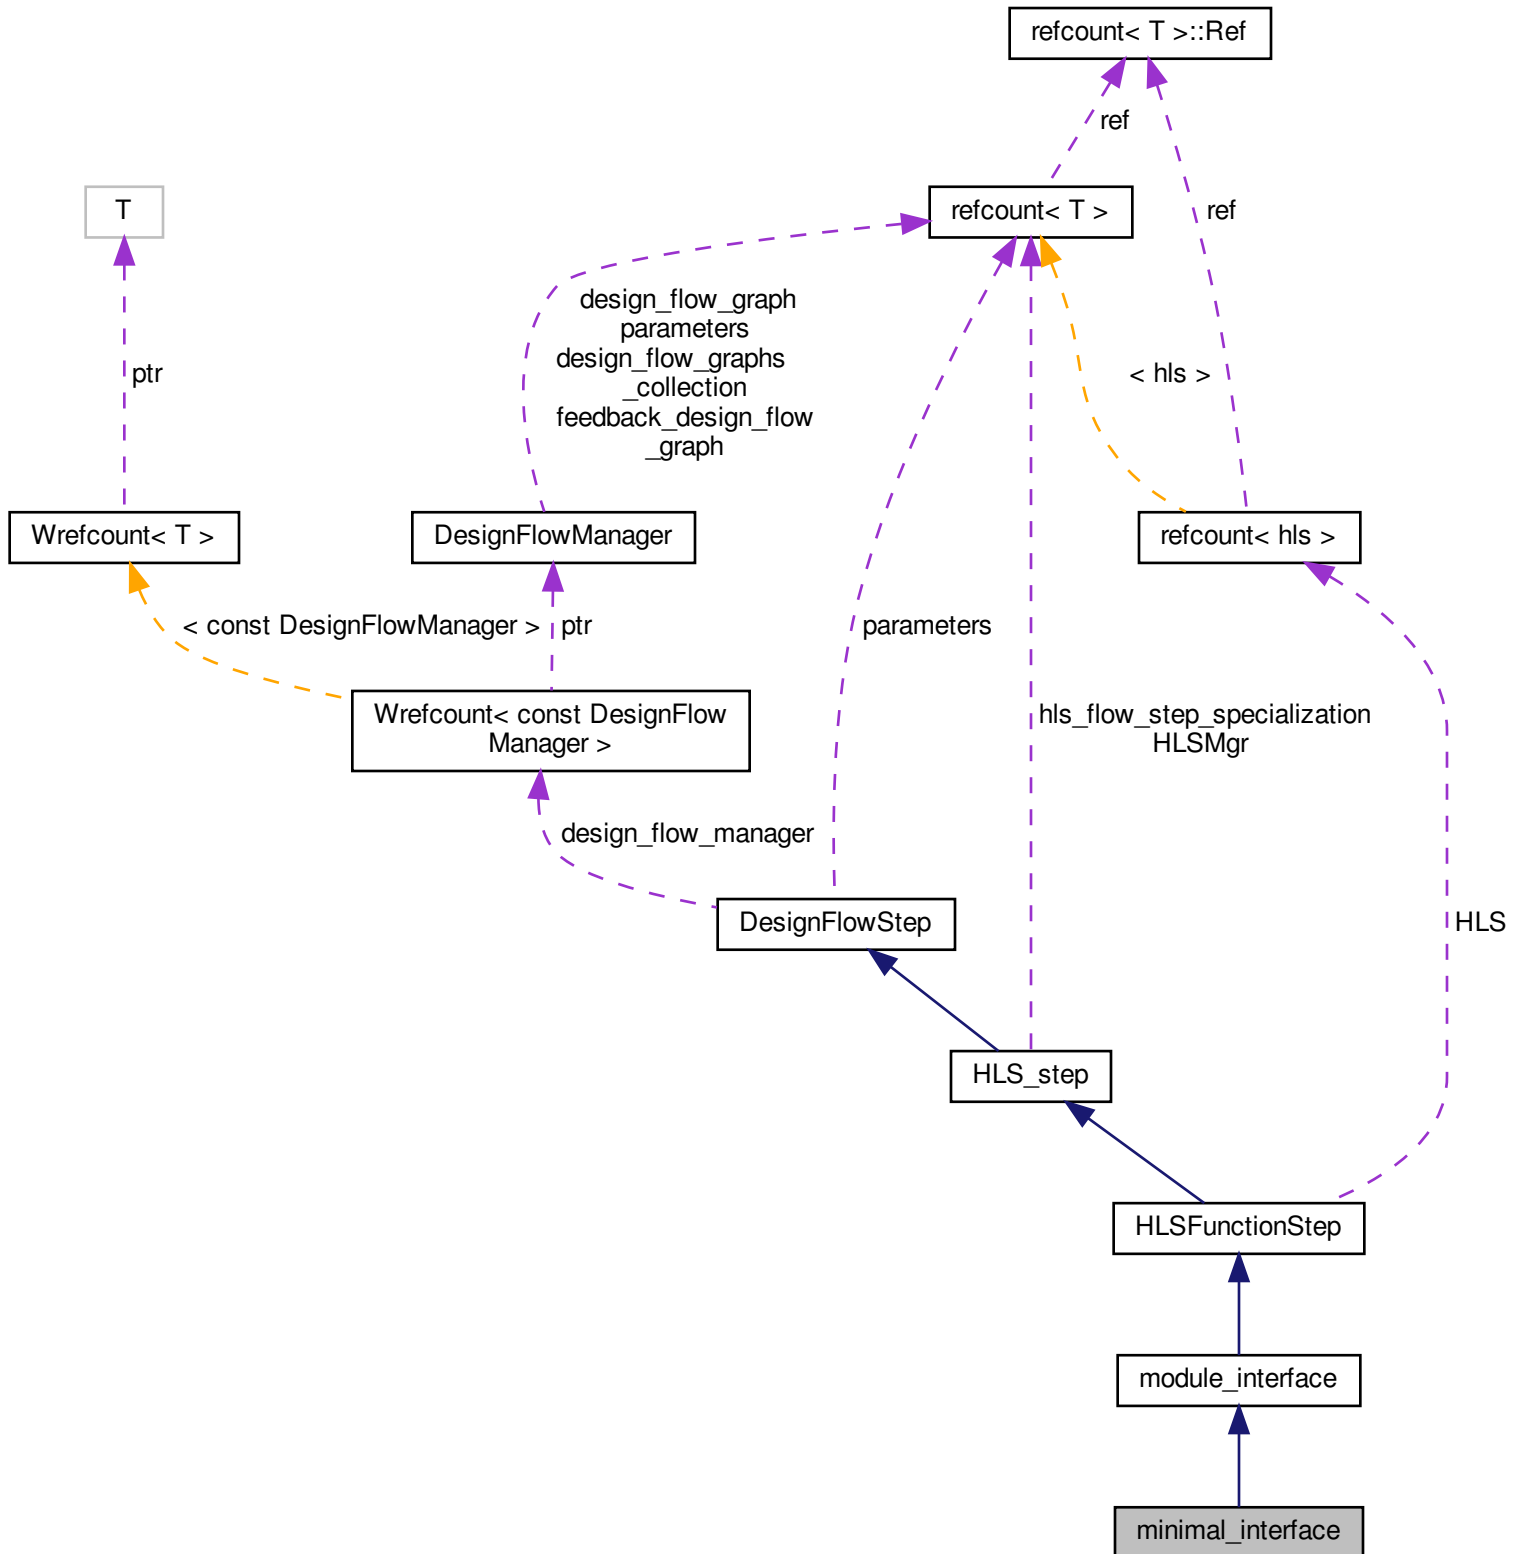 refcount< T >::Ref
ref
T
refcount< T >
ref
design_flow_graph
parameters
design_flow_graphs
_collection
feedback_design_flow
_graph
ptr
< hls >
Wrefcount< T >
DesignFlowManager
refcount< hls >
< const DesignFlowManager >
ptr
parameters
Wrefcount< const DesignFlow
Manager >
hls_flow_step_specialization
HLSMgr
design_flow_manager
DesignFlowStep
HLS
HLS_step
HLSFunctionStep
module_interface
minimal_interface